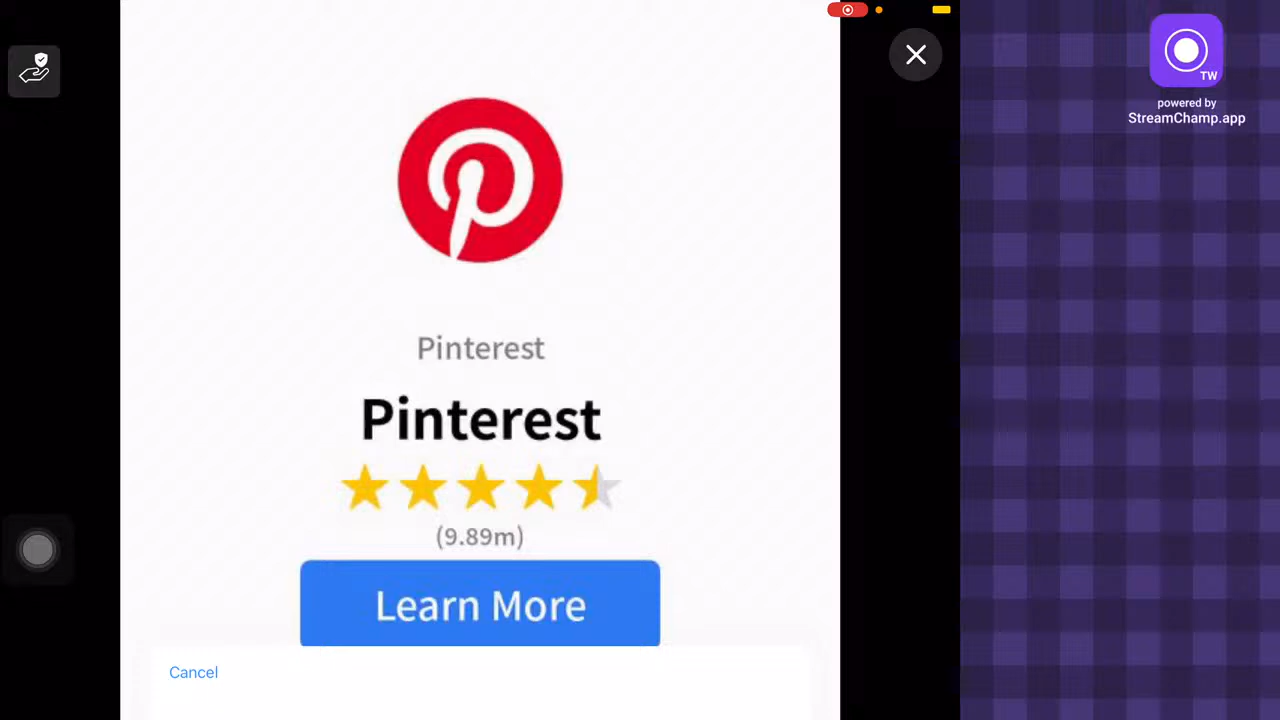 TW
powered by
StreamChamp.app
Pinterest
Pinterest
(9.89m)
Learn More
Cancel